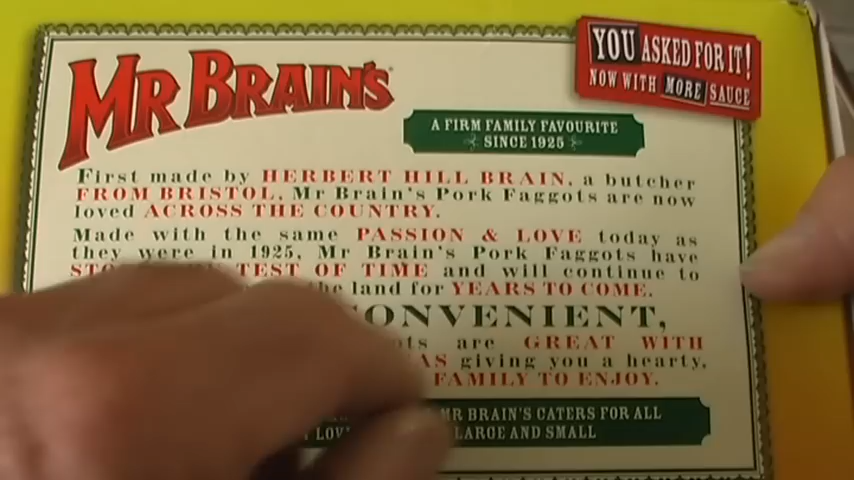 MR BRAIN'S
YOU ASKED FOR IT!
NOW WITH MORE SAUCE
A FIRM FAMILY FAVOURITE
SINCE 1925
First made by HERBERT HILL BRAIN, a butcher
FROM BRISTOL, Mr Brain's Pork Faggots are now
loved ACROSS THE COUNTRY.
Made with the same PASSION & LOVE today as
they were in 1925, Mr Brain's Pork Faggots have
TEST OF TIME and will continue to
the land for YEARS TO COME.
CONVENIENT,
are GREAT WITH
giving you a hearty,
FAMILY TO ENJOY.
MR BRAIN'S CATERS FOR ALL
LARGE AND SMALL